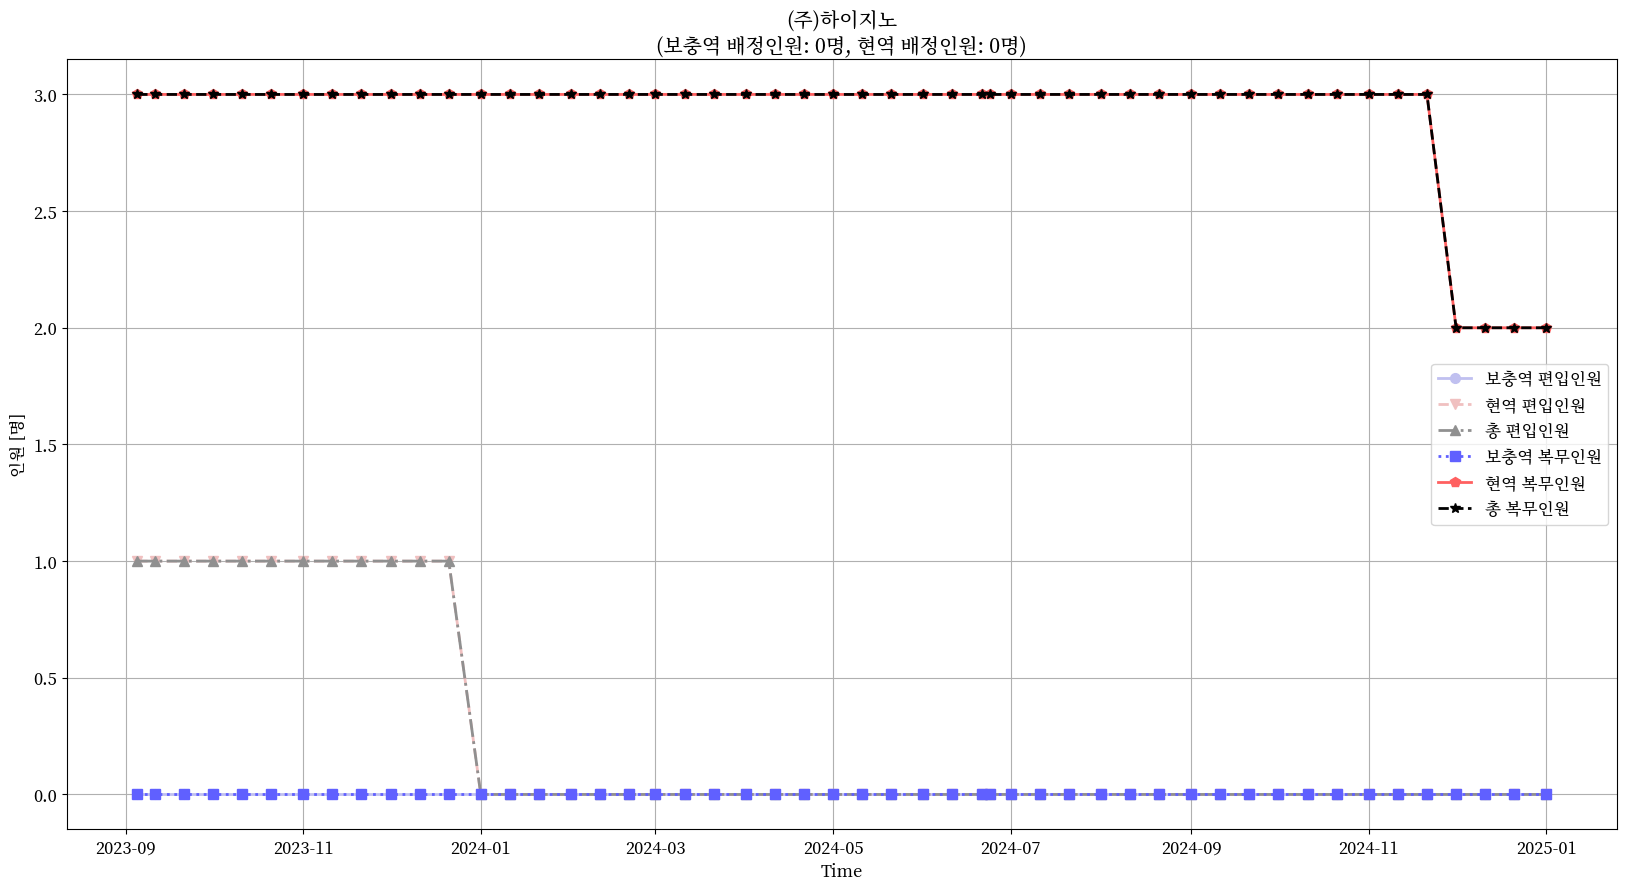 (주)하이지노
(보충역 배정인원: 0명, 현역 배정인원: 0명)
인원 [명]
3.0
2.5
2.0
1.5
1.0
0.5
0.0
보충역 편입인원
현역 편입인원
총 편입인원
보충역 복무인원
현역 복무인원
총 복무인원
2023-09
2023-11
2024-01
2024-03
2024-05
2024-07
2024-09
2024-11
2025-01
Time